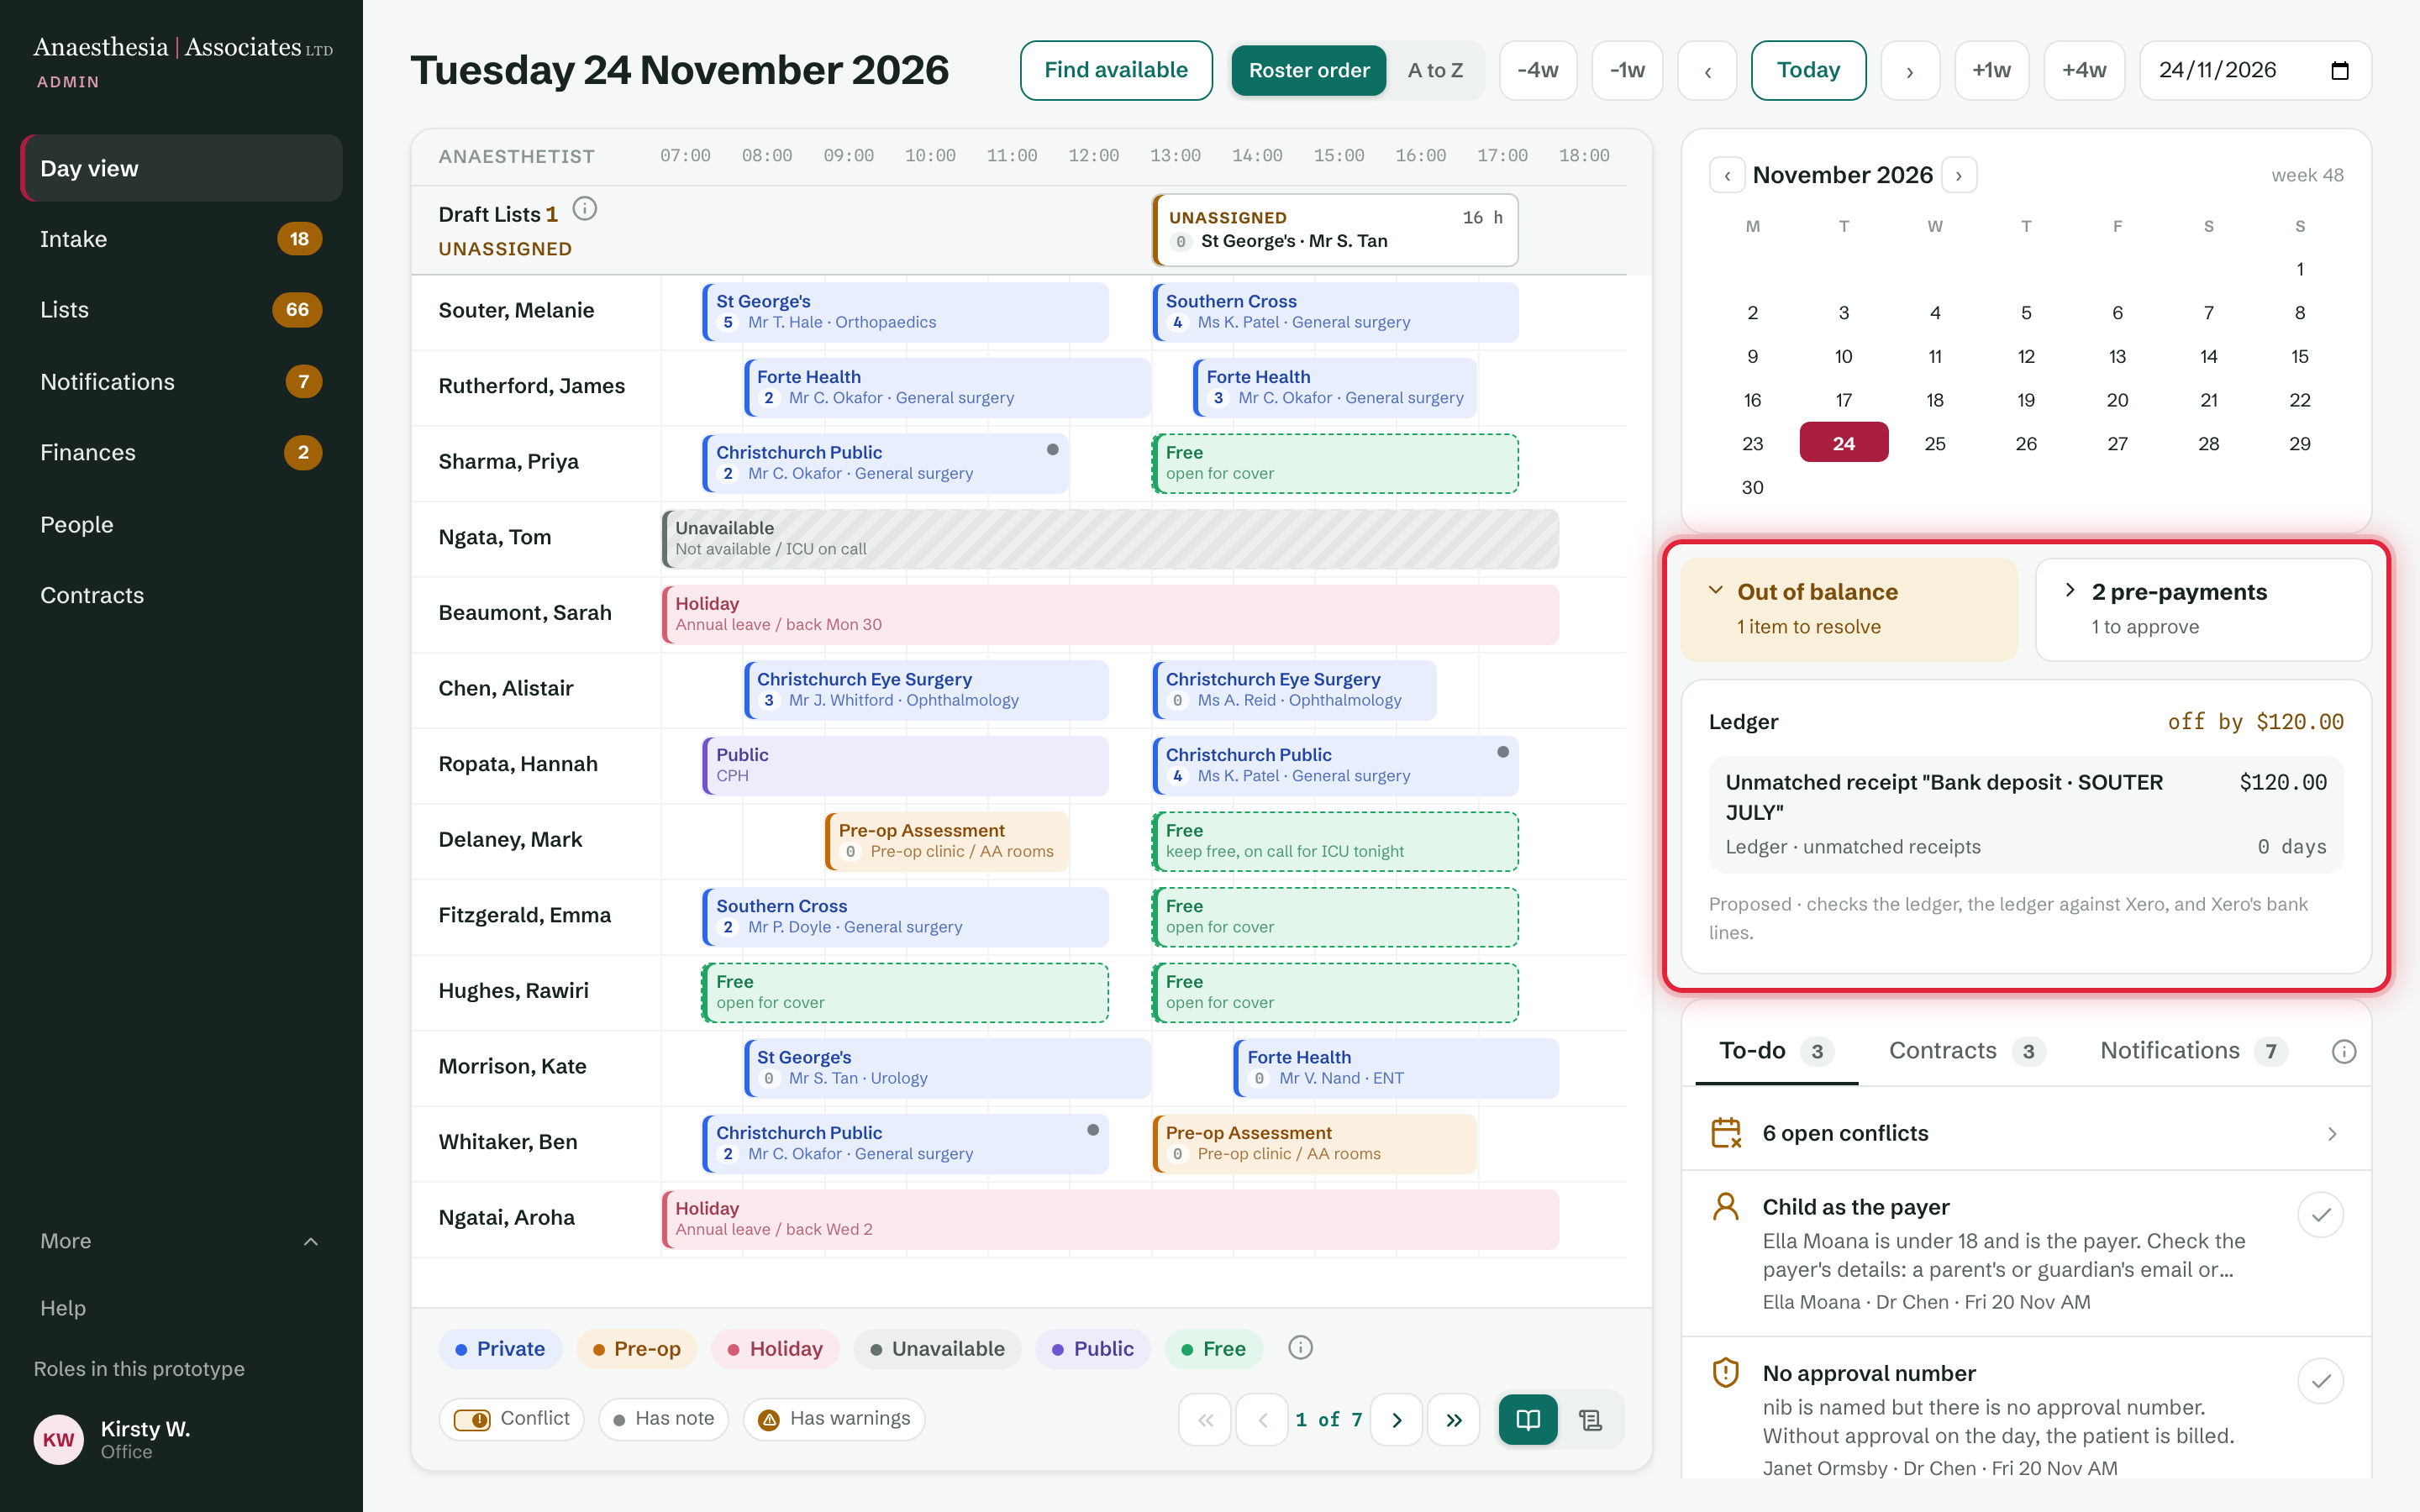 Anaesthesia | Associates LTD
ADMIN
Day view
Intake 18
Lists 66
Notifications 7
Finances 2
People
Contracts
More
Help
Roles in this prototype
KW
Kirsty W.
Office
Tuesday 24 November 2026
Find available
Roster order
A to Z
-4w
-1w
‹
Today
›
+1w
+4w
24/11/2026
ANAESTHETIST 07:00 08:00 09:00 10:00 11:00 12:00 13:00 14:00 15:00 16:00 17:00 18:00
Draft Lists 1
UNASSIGNED
UNASSIGNED 16 h
0 St George's · Mr S. Tan
Souter, Melanie
St George's
5 Mr T. Hale · Orthopaedics
Southern Cross
4 Ms K. Patel · General surgery
Rutherford, James
Forte Health
2 Mr C. Okafor · General surgery
Forte Health
3 Mr C. Okafor · General surgery
Sharma, Priya
Christchurch Public
2 Mr C. Okafor · General surgery
Free
open for cover
Ngata, Tom
Unavailable
Not available / ICU on call
Beaumont, Sarah
Holiday
Annual leave / back Mon 30
Chen, Alistair
Christchurch Eye Surgery
3 Mr J. Whitford · Ophthalmology
Christchurch Eye Surgery
0 Ms A. Reid · Ophthalmology
Ropata, Hannah
Public
CPH
Christchurch Public
4 Ms K. Patel · General surgery
Delaney, Mark
Pre-op Assessment
0 Pre-op clinic / AA rooms
Free
keep free, on call for ICU tonight
Fitzgerald, Emma
Southern Cross
2 Mr P. Doyle · General surgery
Free
open for cover
Hughes, Rawiri
Free
open for cover
Free
open for cover
Morrison, Kate
St George's
0 Mr S. Tan · Urology
Forte Health
0 Mr V. Nand · ENT
Whitaker, Ben
Christchurch Public
2 Mr C. Okafor · General surgery
Pre-op Assessment
0 Pre-op clinic / AA rooms
Ngatai, Aroha
Holiday
Annual leave / back Wed 2
Private
Pre-op
Holiday
Unavailable
Public
Free
Conflict
Has note
Has warnings
« ‹ 1 of 7 › »
‹ November 2026 › week 48
M T W T F S S
1
2 3 4 5 6 7 8
9 10 11 12 13 14 15
16 17 18 19 20 21 22
23 24 25 26 27 28 29
30
Out of balance
1 item to resolve
2 pre-payments
1 to approve
Ledger off by $120.00
Unmatched receipt "Bank deposit · SOUTER $120.00
JULY"
Ledger · unmatched receipts 0 days
Proposed · checks the ledger, the ledger against Xero, and Xero's bank
lines.
To-do 3
Contracts 3
Notifications 7
6 open conflicts
Child as the payer
Ella Moana is under 18 and is the payer. Check the
payer's details: a parent's or guardian's email or...
Ella Moana · Dr Chen · Fri 20 Nov AM
No approval number
nib is named but there is no approval number.
Without approval on the day, the patient is billed.
Janet Ormsby · Dr Chen · Fri 20 Nov AM